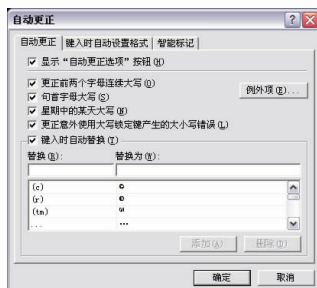 自动更正
自动更正 键入时自动设置格式 智能标记
显示“自动更正选项”按钮(H)
更正前两个字母连续大写(O)
例外项(E)...
句首字母大写(S)
星期中的某天大写(N)
更正意外使用大写锁定键产生的大小写错误(L)
键入时自动替换(T)
替换(R): 替换为(W):
(c) ©
(r) ®
(tm) ™
... …
添加(A) 删除(D)
确定 取消